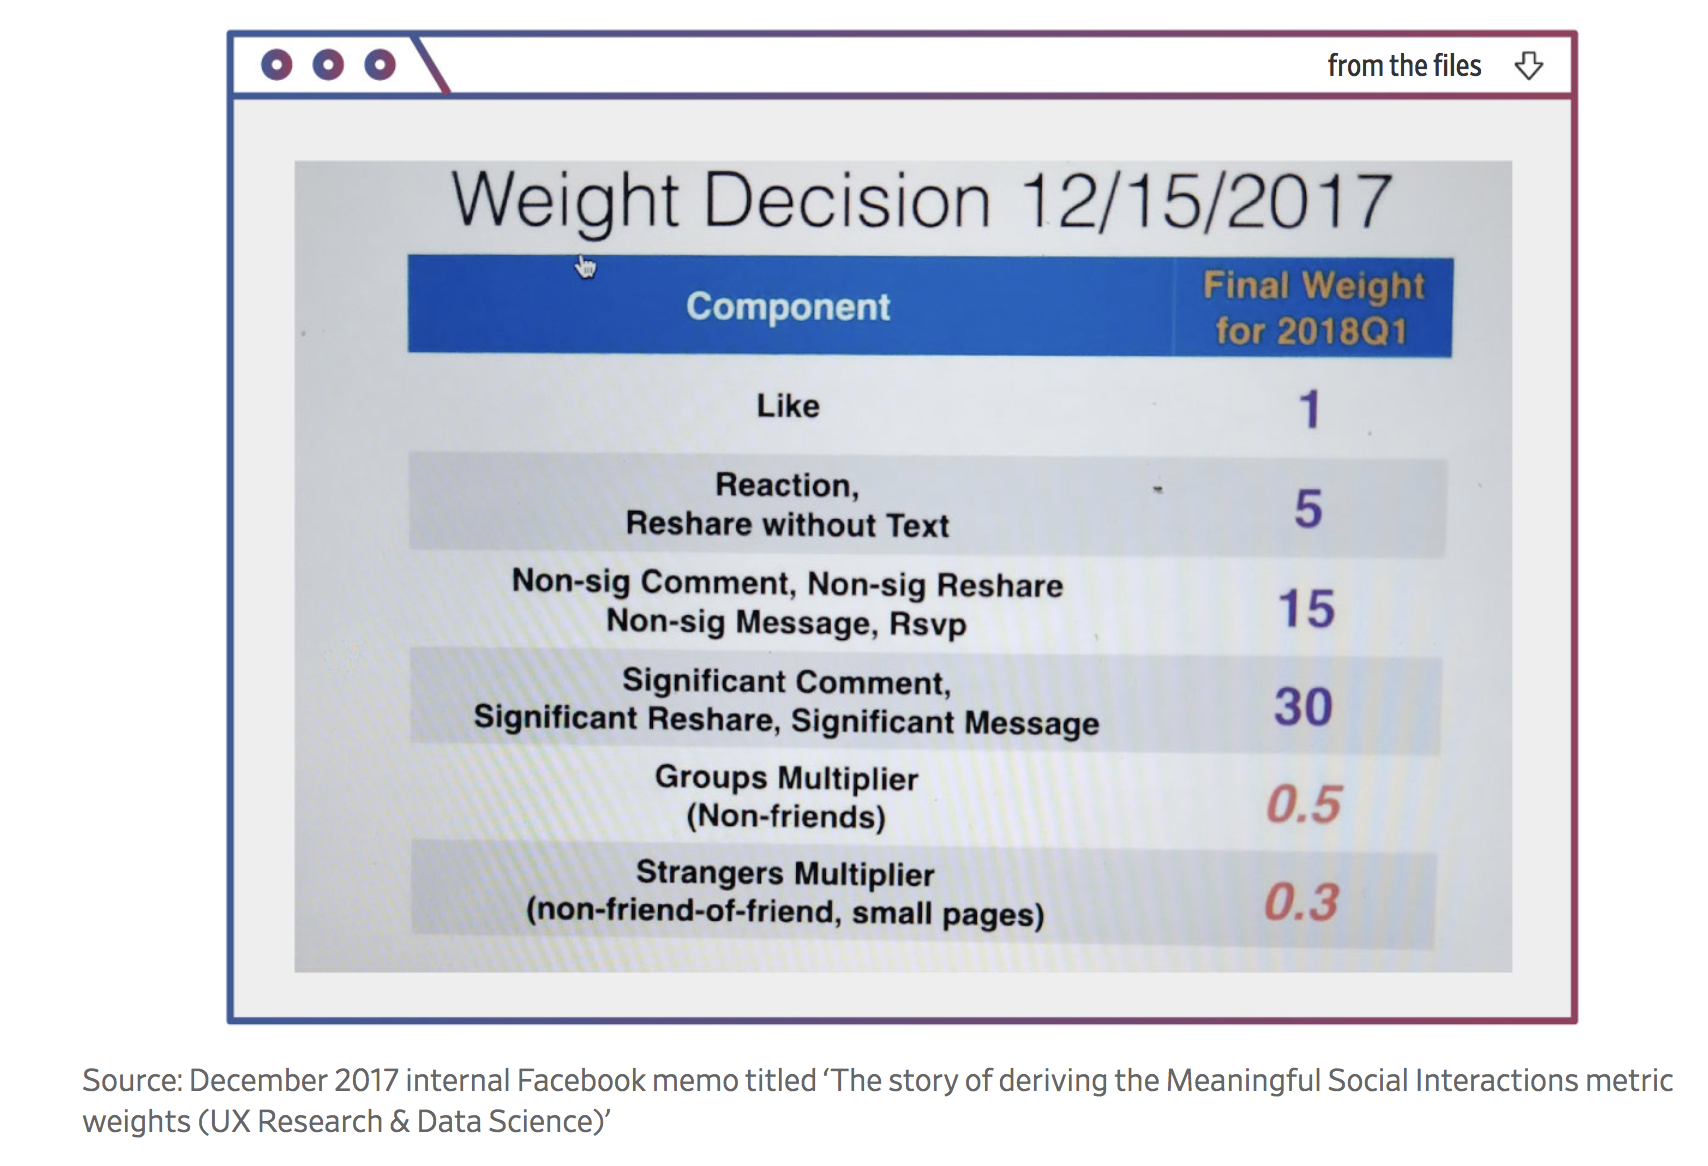 from the files
Weight Decision 12/15/2017
Component
Final Weight
for 2018Q1
Like
1
Reaction,
Reshare without Text
5
Non-sig Comment, Non-sig Reshare
Non-sig Message, Rsvp
15
Significant Comment,
Significant Reshare, Significant Message
30
Groups Multiplier
(Non-friends)
0.5
Strangers Multiplier
(non-friend-of-friend, small pages)
0.3
Source: December 2017 internal Facebook memo titled ‘The story of deriving the Meaningful Social Interactions metric
weights (UX Research & Data Science)’